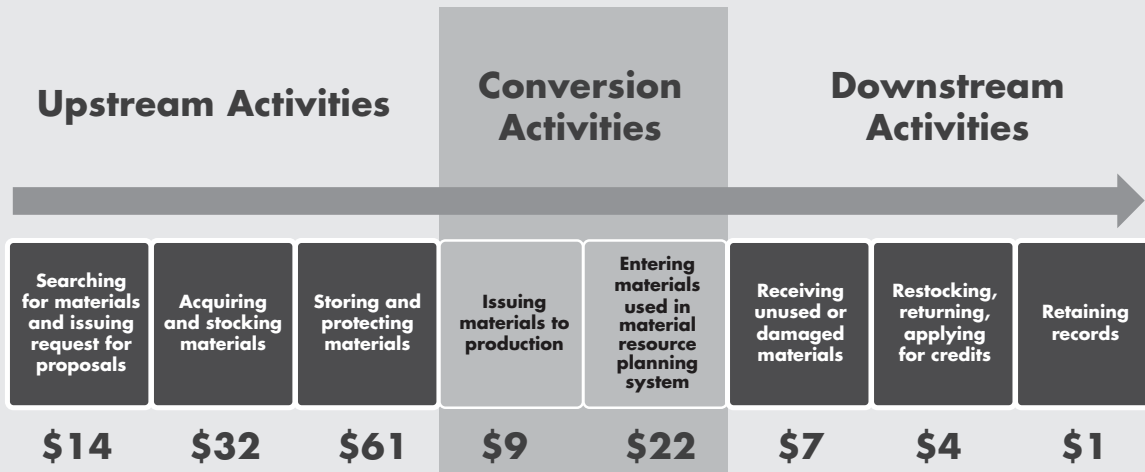 Upstream Activities
Conversion
Activities
Downstream
Activities
Searching
for materials
and issuing
request for
proposals
Acquiring
and stocking
materials
Storing and
protecting
materials
Issuing
materials to
production
Entering
materials
used in
material
resource
planning
system
Receiving
unused or
damaged
materials
Restocking,
returning,
applying
for credits
Retaining
records
$14
$32
$61
$9
$22
$7
$4
$1